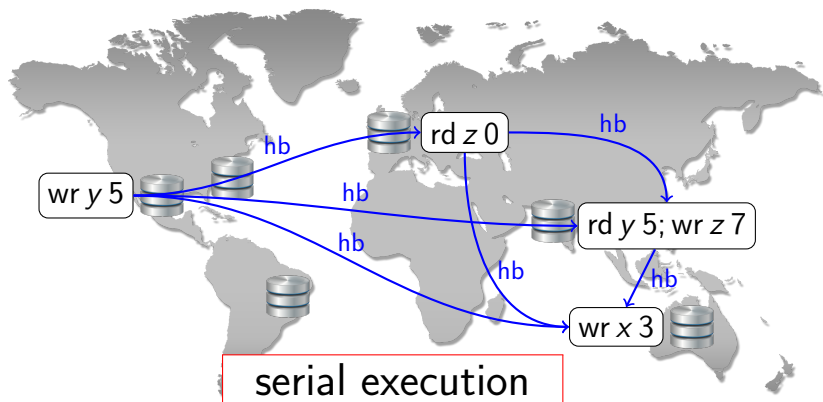 rd z 0
hb
hb
wr y 5
hb
rd y 5; wr z 7
hb
hb
hb
wr x 3
serial execution